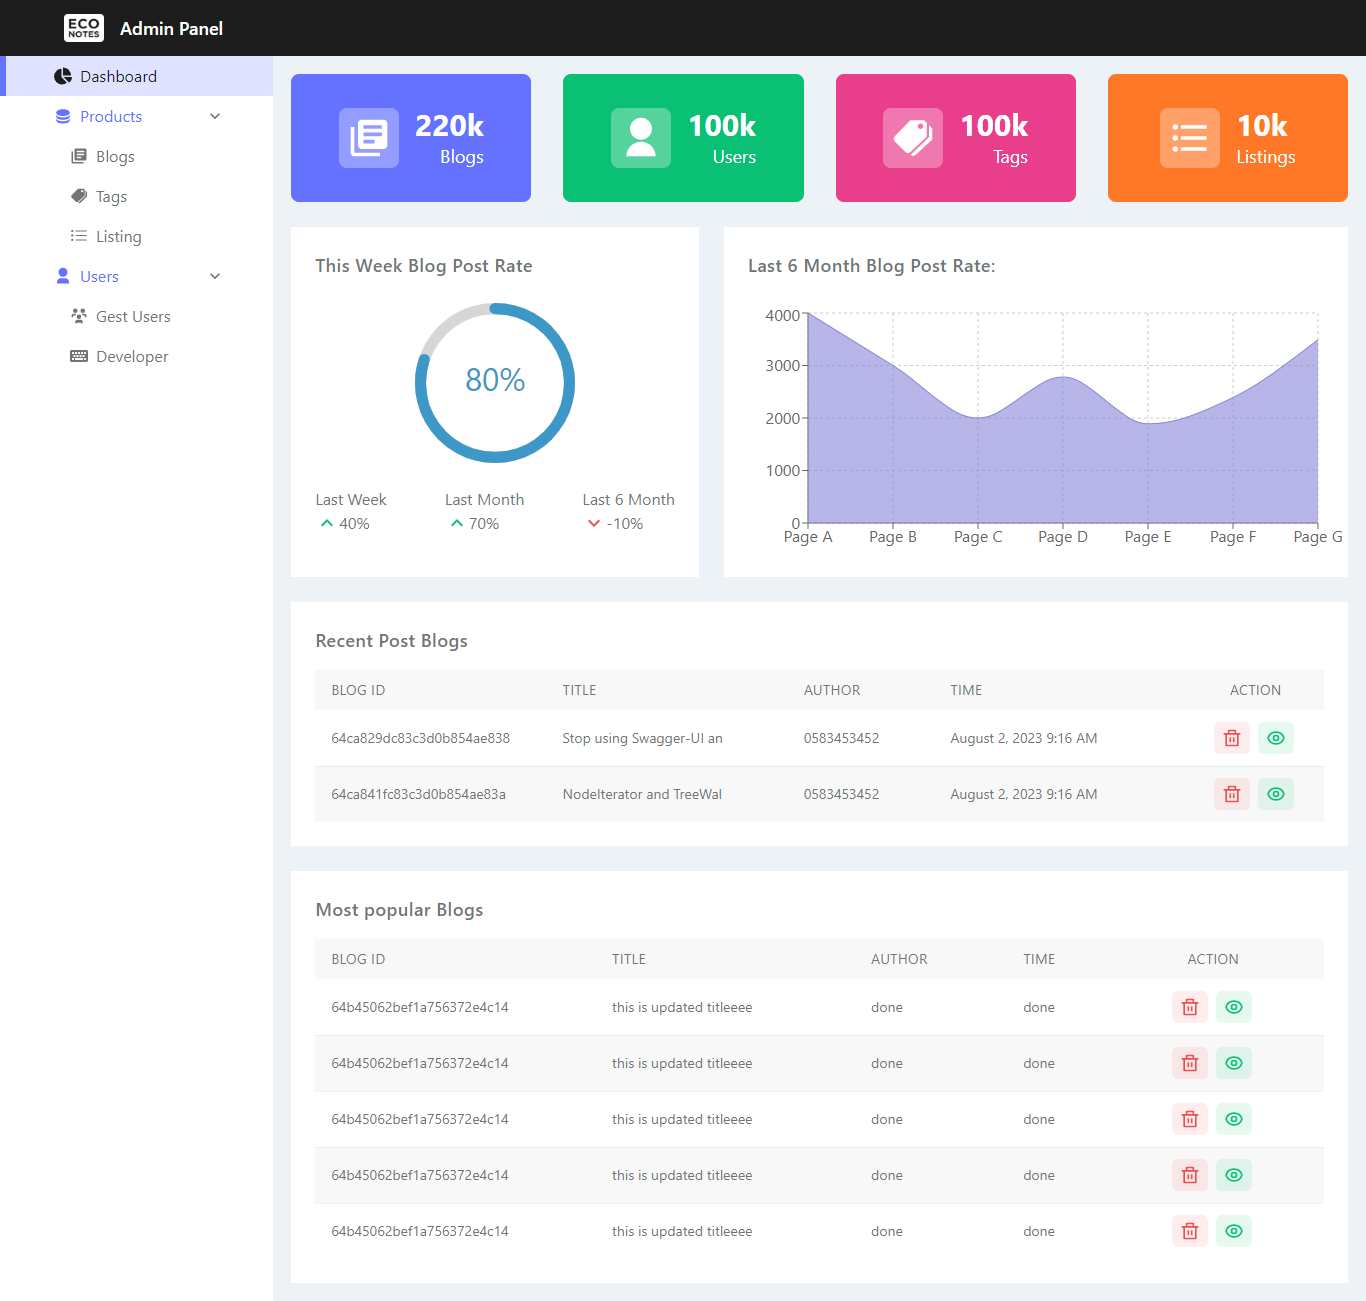 ECO
NOTES
Admin Panel
Dashboard
Products
Blogs
Tags
Listing
Users
Gest Users
Developer
220k
Blogs
100k
Users
100k
Tags
10k
Listings
This Week Blog Post Rate
80%
Last Week
40%
Last Month
70%
Last 6 Month
-10%
Last 6 Month Blog Post Rate:
4000
3000
2000
1000
0
Page A Page B Page C Page D Page E Page F Page G
Recent Post Blogs
BLOG ID TITLE AUTHOR TIME ACTION
64ca829dc83c3d0b854ae838 Stop using Swagger-UI an 0583453452 August 2, 2023 9:16 AM
64ca841fc83c3d0b854ae83a NodeIterator and TreeWal 0583453452 August 2, 2023 9:16 AM
Most popular Blogs
BLOG ID TITLE AUTHOR TIME ACTION
64b45062bef1a756372e4c14 this is updated titleeee done done
64b45062bef1a756372e4c14 this is updated titleeee done done
64b45062bef1a756372e4c14 this is updated titleeee done done
64b45062bef1a756372e4c14 this is updated titleeee done done
64b45062bef1a756372e4c14 this is updated titleeee done done